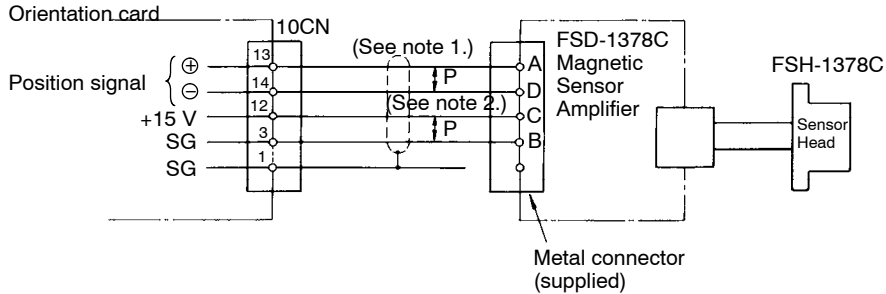 Orientation card
10CN
(See note 1.)
FSD-1378C
Magnetic
Sensor
Amplifier
FSH-1378C
Position signal
⊕
13
P
A
⊖
14
D
(See note 2.)
+15 V
12
C
SG
3
P
B
SG
1
Sensor
Head
Metal connector
(supplied)